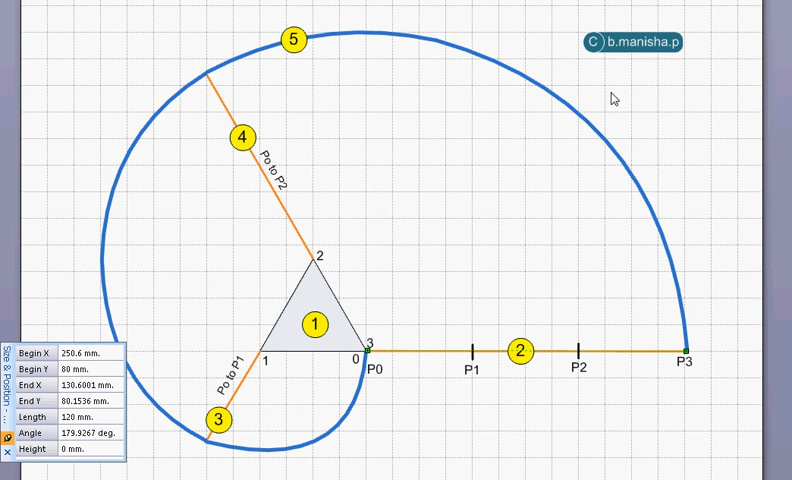 5
C b.manisha.p
4
Po to P2
2
1
3
0
1
P0
P1
2
P2
P3
Po to P1
3
Size & Position - ...
Begin X 250.6 mm.
Begin Y 80 mm.
End X 130.6001 mm.
End Y 80.1536 mm.
Length 120 mm.
Angle 179.9267 deg.
Height 0 mm.